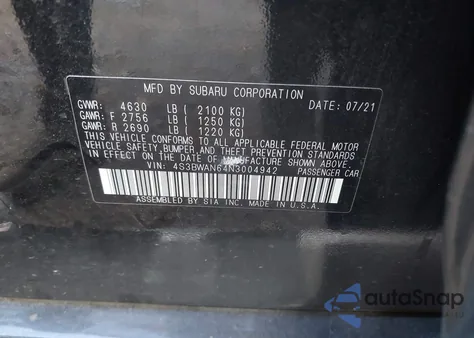 MFD BY SUBARU CORPORATION DATE: 07/21
GVWR: 4630 LB ( 2100 KG)
GAWR: F 2756 LB ( 1250 KG)
GAWR: R 2690 LB ( 1220 KG)
THIS VEHICLE CONFORMS TO ALL APPLICABLE FEDERAL MOTOR
VEHICLE SAFETY, BUMPER, AND THEFT PREVENTION STANDARDS
IN EFFECT ON THE DATE OF MANUFACTURE SHOWN ABOVE.
VIN: 4S3BWAN64N3004942 PASSENGER CAR
ASSEMBLED BY SIA INC. MADE IN U.S.A.
autoSnap